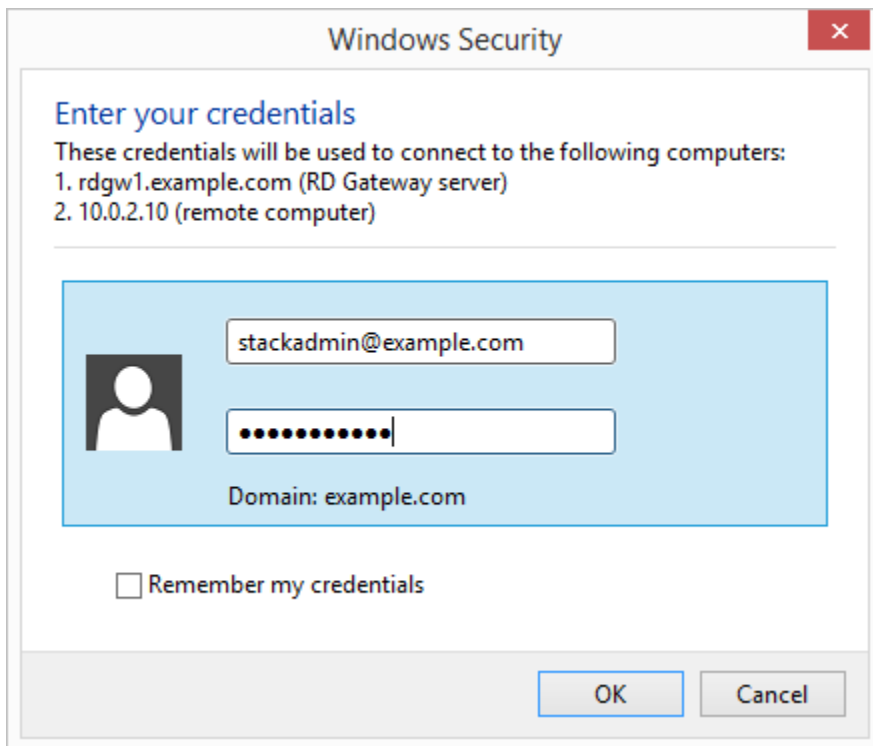 Windows Security
Enter your credentials
These credentials will be used to connect to the following computers:
1. rdgw1.example.com (RD Gateway server)
2. 10.0.2.10 (remote computer)
stackadmin@example.com
●●●●●●●●●●●
Domain: example.com
Remember my credentials
OK
Cancel